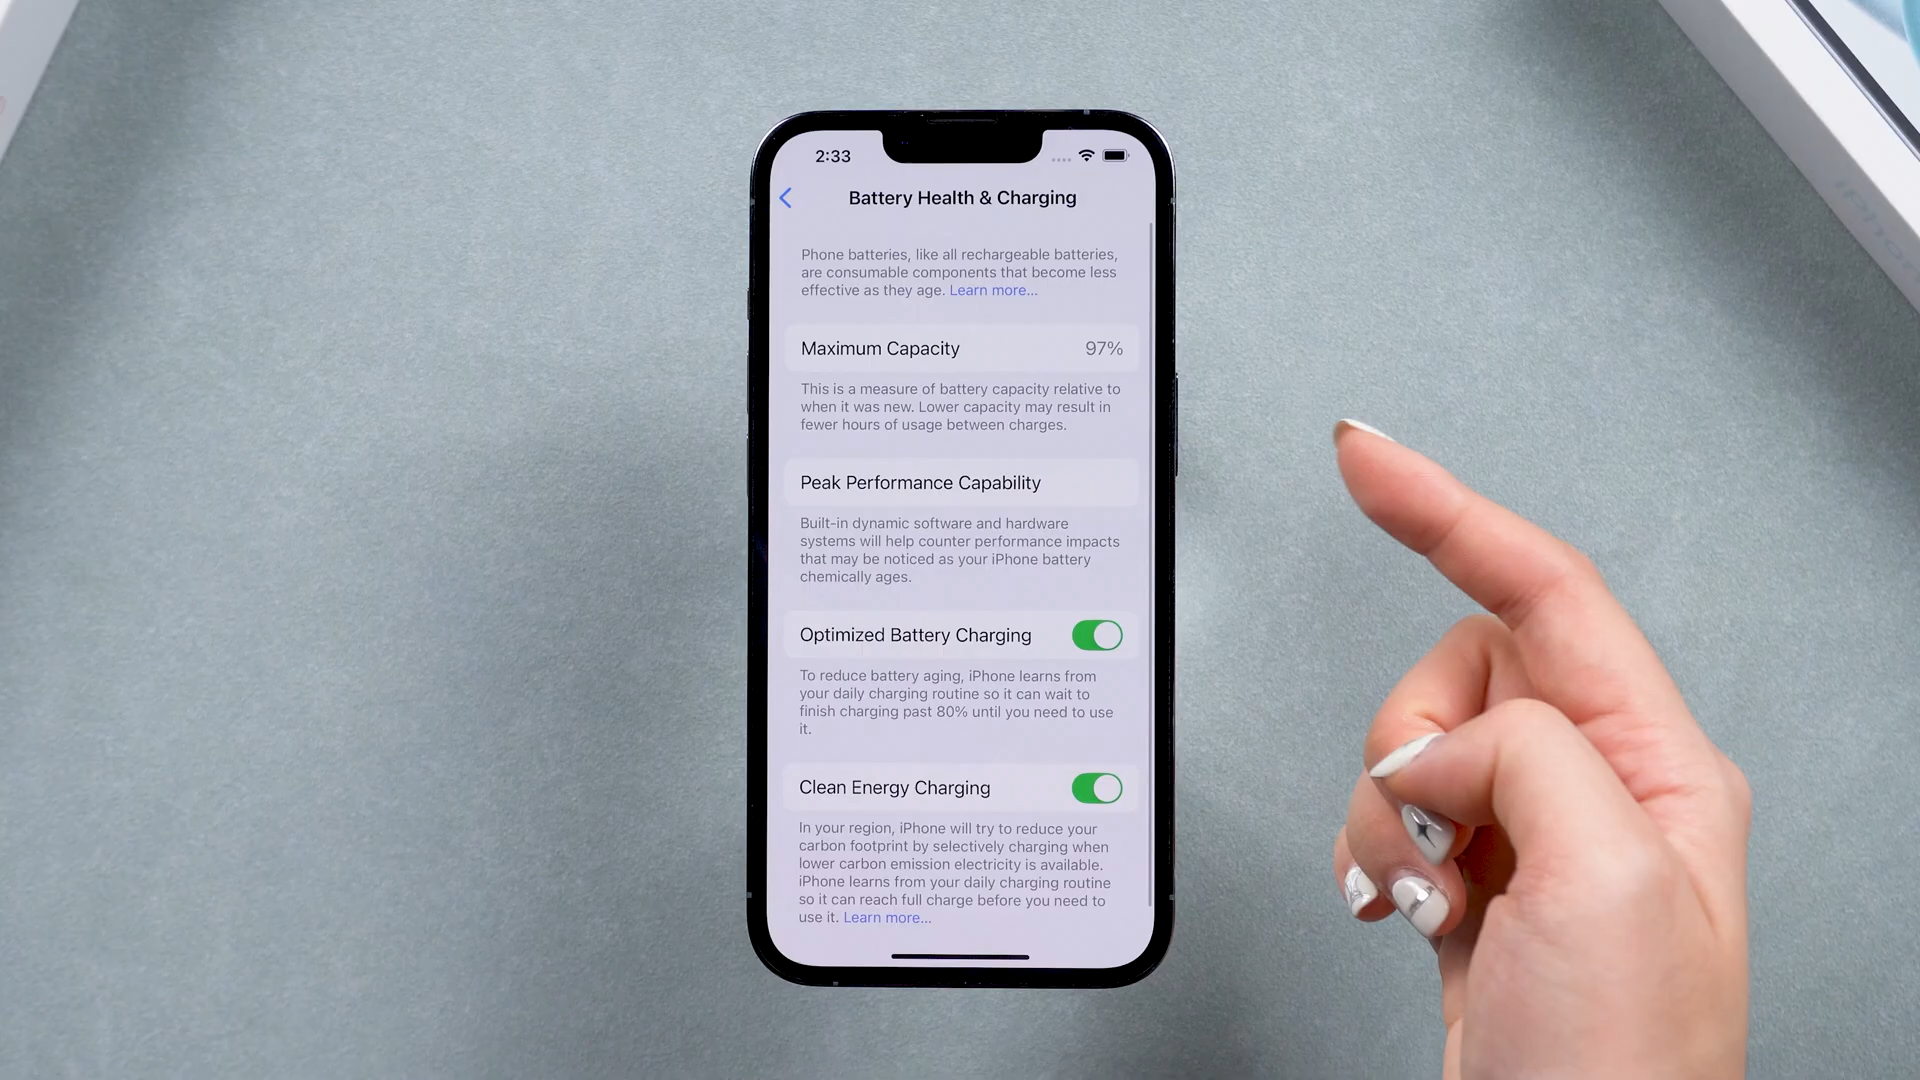 2:33
Battery Health & Charging
Phone batteries, like all rechargeable batteries,
are consumable components that become less
effective as they age. Learn more...
Maximum Capacity 97%
This is a measure of battery capacity relative to
when it was new. Lower capacity may result in
fewer hours of usage between charges.
Peak Performance Capability
Built-in dynamic software and hardware
systems will help counter performance impacts
that may be noticed as your iPhone battery
chemically ages.
Optimized Battery Charging
To reduce battery aging, iPhone learns from
your daily charging routine so it can wait to
finish charging past 80% until you need to use
it.
Clean Energy Charging
In your region, iPhone will try to reduce your
carbon footprint by selectively charging when
lower carbon emission electricity is available.
iPhone learns from your daily charging routine
so it can reach full charge before you need to
use it. Learn more...